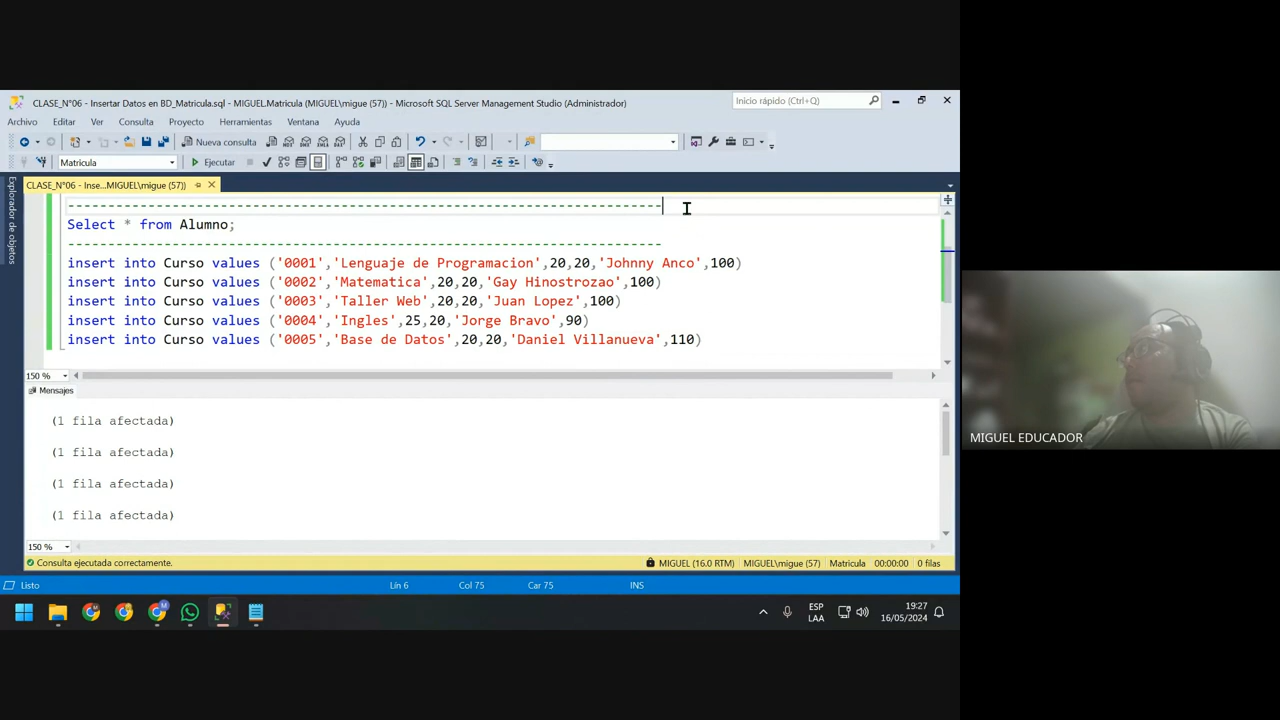 CLASE_N°06 - Insertar Datos en BD_Matricula.sql - MIGUEL.Matricula (MIGUEL\migue (57)) - Microsoft SQL Server Management Studio (Administrador)
Inicio rápido (Ctrl+Q)
Archivo Editar Ver Consulta Proyecto Herramientas Ventana Ayuda
Nueva consulta
Matricula
Ejecutar
CLASE_N°06 - Inse...MIGUEL\migue (57))
Explorador de objetos
--------------------------------------------------------------------------
Select * from Alumno;
--------------------------------------------------------------------------
insert into Curso values ('0001','Lenguaje de Programacion',20,20,'Johnny Anco',100)
insert into Curso values ('0002','Matematica',20,20,'Gay Hinostrozao',100)
insert into Curso values ('0003','Taller Web',20,20,'Juan Lopez',100)
insert into Curso values ('0004','Ingles',25,20,'Jorge Bravo',90)
insert into Curso values ('0005','Base de Datos',20,20,'Daniel Villanueva',110)
150 %
Mensajes
(1 fila afectada)
(1 fila afectada)
(1 fila afectada)
(1 fila afectada)
150 %
Consulta ejecutada correctamente.
MIGUEL (16.0 RTM) MIGUEL\migue (57) Matricula 00:00:00 0 filas
Listo
Lín 6
Col 75
Car 75
INS
ESP
LAA
19:27
16/05/2024
MIGUEL EDUCADOR